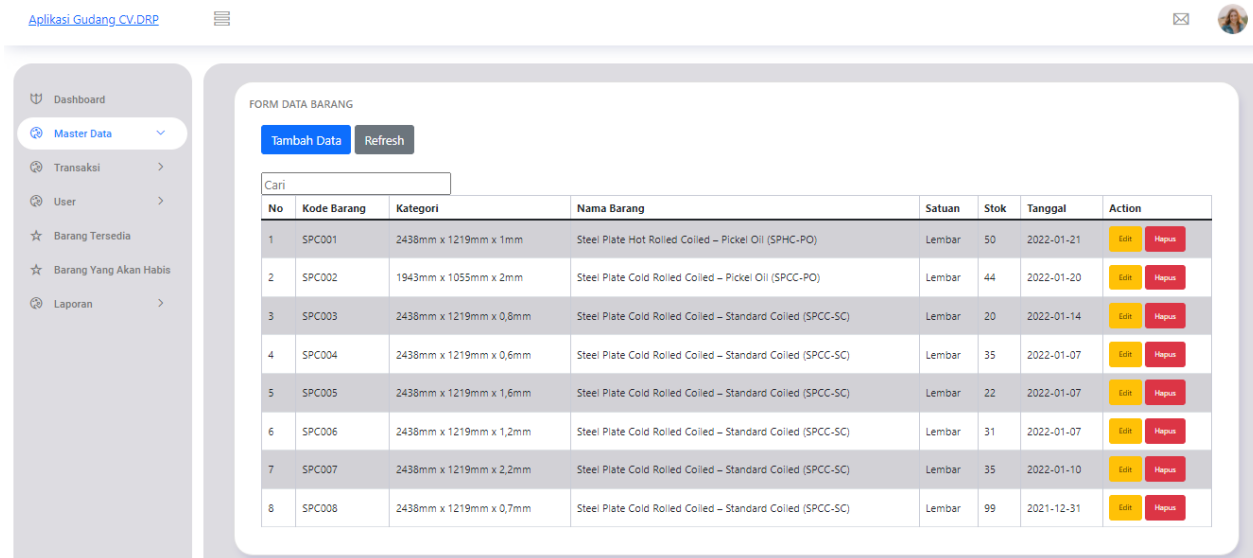 Aplikasi Gudang CV.DRP
Dashboard
Master Data
Transaksi
User
Barang Tersedia
Barang Yang Akan Habis
Laporan
FORM DATA BARANG
Tambah Data Refresh
Cari
No Kode Barang Kategori Nama Barang Satuan Stok Tanggal Action
1 SPC001 2438mm x 1219mm x 1mm Steel Plate Hot Rolled Coiled – Pickel Oil (SPHC-PO) Lembar 50 2022-01-21 Edit Hapus
2 SPC002 1943mm x 1055mm x 2mm Steel Plate Cold Rolled Coiled – Pickel Oil (SPCC-PO) Lembar 44 2022-01-20 Edit Hapus
3 SPC003 2438mm x 1219mm x 0,8mm Steel Plate Cold Rolled Coiled – Standard Coiled (SPCC-SC) Lembar 20 2022-01-14 Edit Hapus
4 SPC004 2438mm x 1219mm x 0,6mm Steel Plate Cold Rolled Coiled – Standard Coiled (SPCC-SC) Lembar 35 2022-01-07 Edit Hapus
5 SPC005 2438mm x 1219mm x 1,6mm Steel Plate Cold Rolled Coiled – Standard Coiled (SPCC-SC) Lembar 22 2022-01-07 Edit Hapus
6 SPC006 2438mm x 1219mm x 1,2mm Steel Plate Cold Rolled Coiled – Standard Coiled (SPCC-SC) Lembar 31 2022-01-07 Edit Hapus
7 SPC007 2438mm x 1219mm x 2,2mm Steel Plate Cold Rolled Coiled – Standard Coiled (SPCC-SC) Lembar 35 2022-01-10 Edit Hapus
8 SPC008 2438mm x 1219mm x 0,7mm Steel Plate Cold Rolled Coiled – Standard Coiled (SPCC-SC) Lembar 99 2021-12-31 Edit Hapus